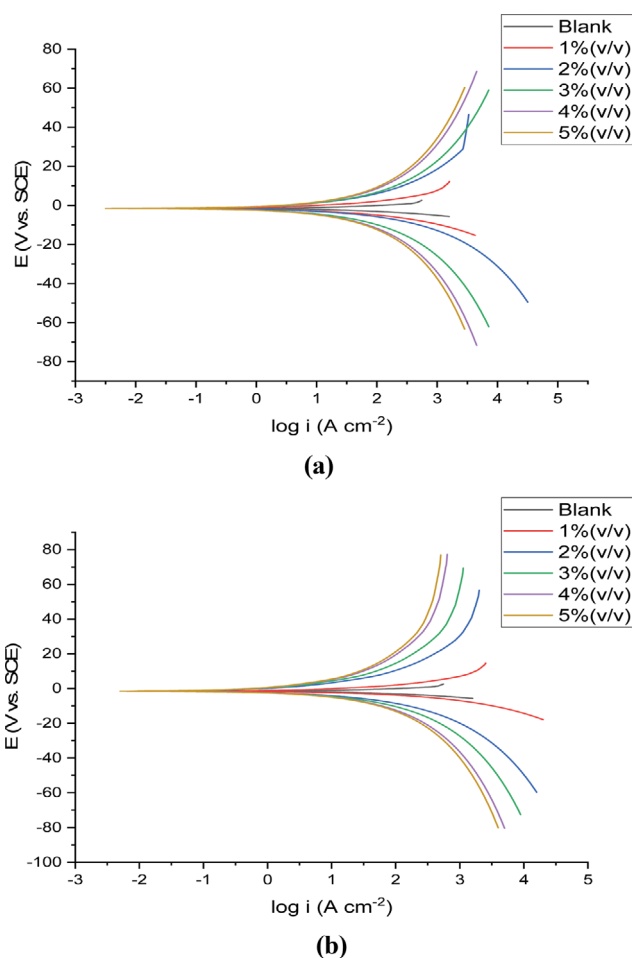 80
60
40
20
0
-20
-40
-60
-80
E (V vs. SCE)
-3 -2 -1 0 1 2 3 4 5
log i (A cm⁻²)
Blank
1%(v/v)
2%(v/v)
3%(v/v)
4%(v/v)
5%(v/v)
(a)
80
60
40
20
0
-20
-40
-60
-80
-100
E (V vs. SCE)
-3 -2 -1 0 1 2 3 4 5
log i (A cm⁻²)
Blank
1%(v/v)
2%(v/v)
3%(v/v)
4%(v/v)
5%(v/v)
(b)